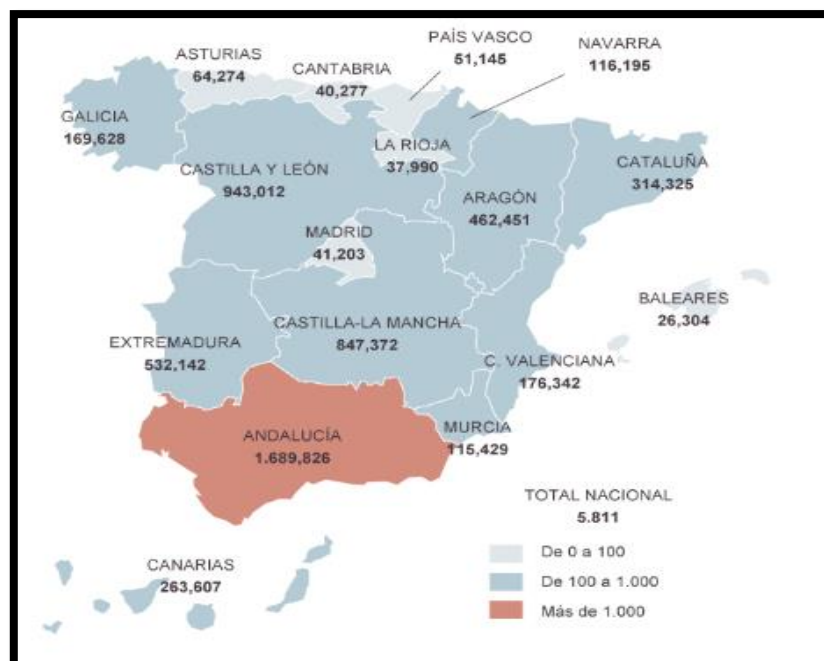 PAÍS VASCO
51,145
NAVARRA
116,195
ASTURIAS
64,274
CANTABRIA
40,277
GALICIA
169,628
LA RIOJA
37,990
CATALUÑA
314,325
CASTILLA Y LEÓN
943,012
ARAGÓN
462,451
MADRID
41,203
BALEARES
26,304
CASTILLA-LA MANCHA
847,372
EXTREMADURA
532,142
C. VALENCIANA
176,342
ANDALUCÍA
1.689,826
MURCIA
115,429
TOTAL NACIONAL
5.811
De 0 a 100
De 100 a 1.000
Más de 1.000
CANARIAS
263,607